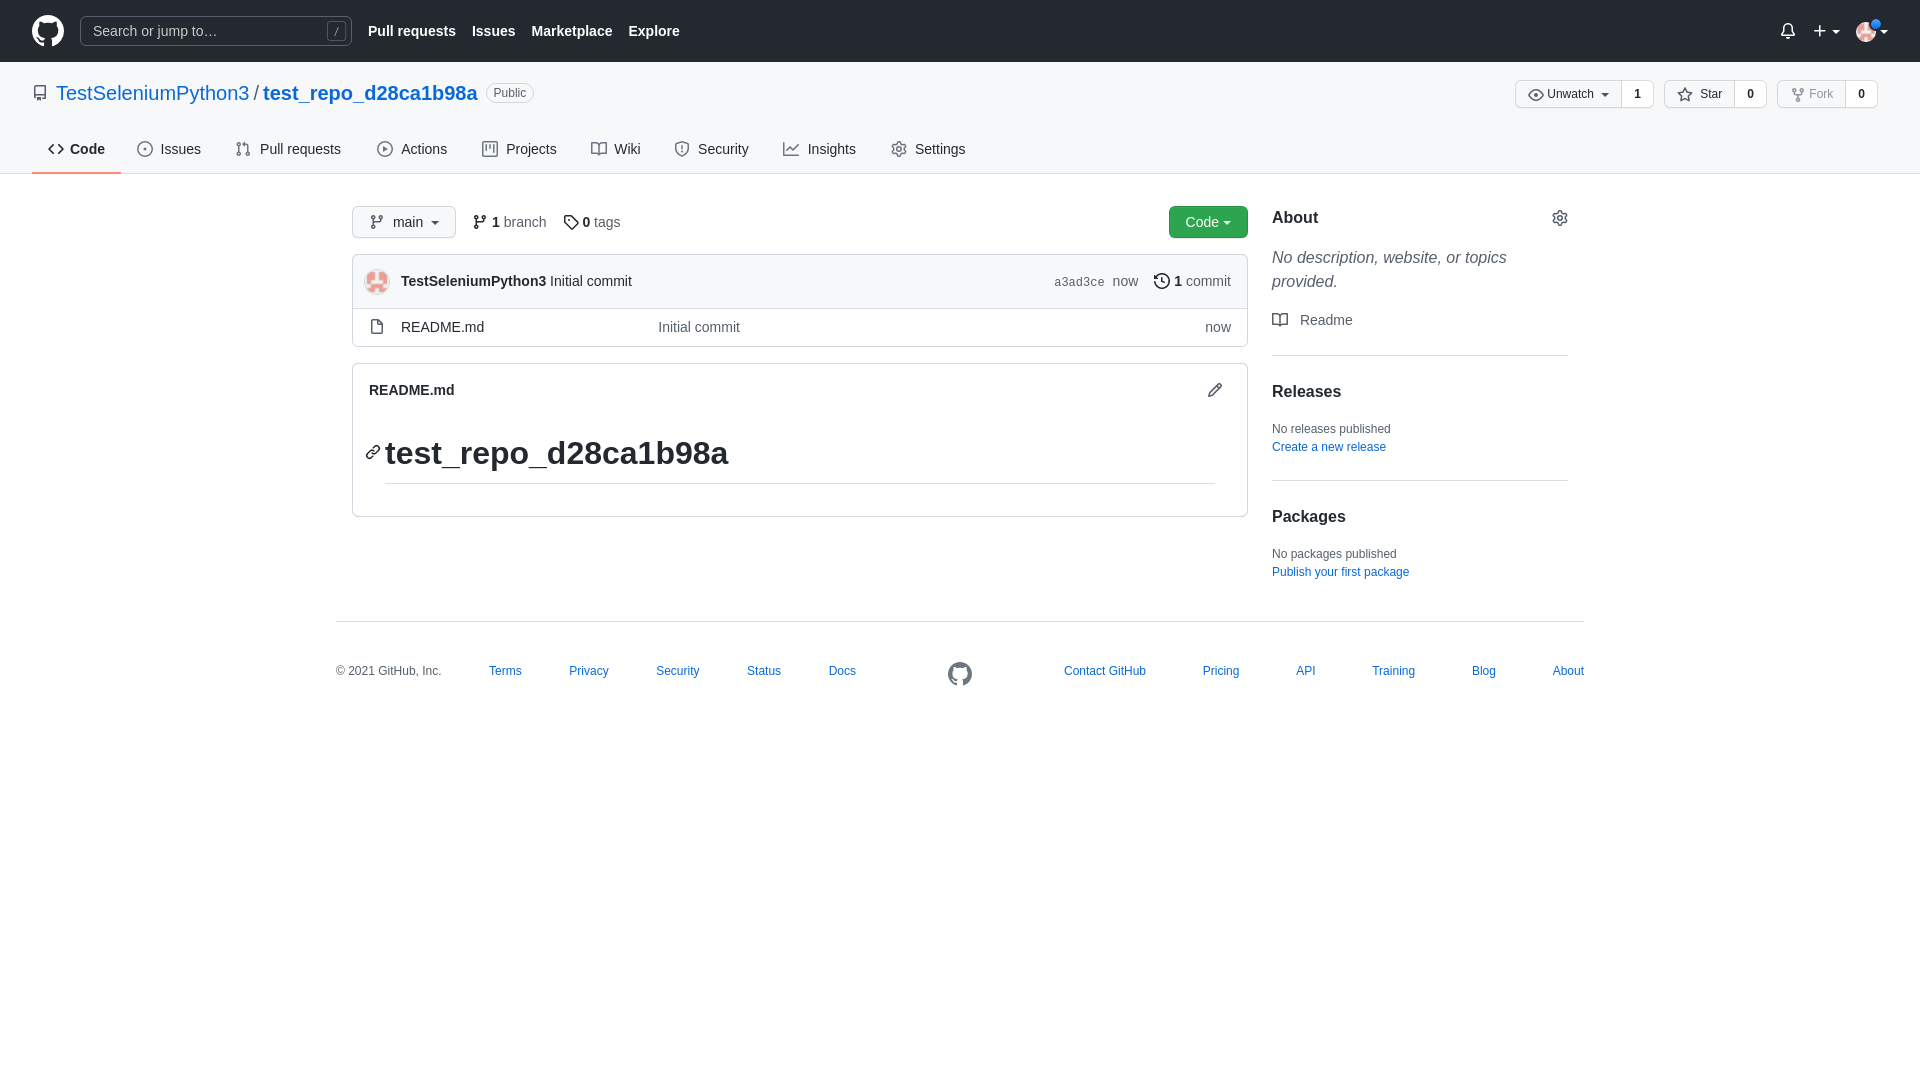 Search or jump to… /
Pull requests Issues Marketplace Explore
TestSeleniumPython3 / test_repo_d28ca1b98a Public
Unwatch 1 Star 0 Fork 0
Code Issues Pull requests Actions Projects Wiki Security Insights Settings
main 1 branch 0 tags Code
TestSeleniumPython3 Initial commit a3ad3ce now 1 commit
README.md Initial commit now
README.md
test_repo_d28ca1b98a
About
No description, website, or topics
provided.
Readme
Releases
No releases published
Create a new release
Packages
No packages published
Publish your first package
© 2021 GitHub, Inc. Terms Privacy Security Status Docs Contact GitHub Pricing API Training Blog About